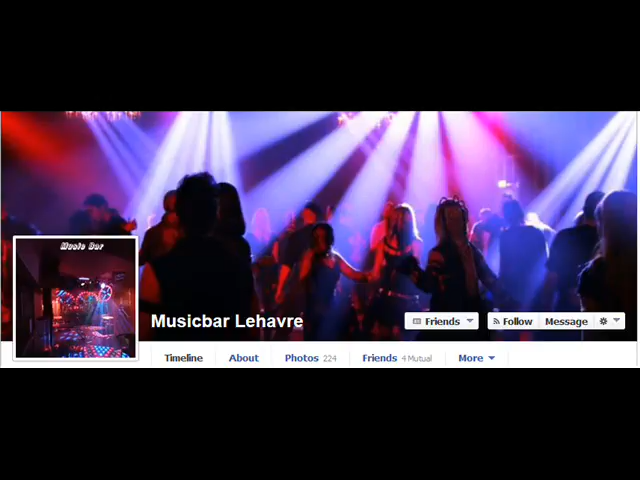 Music Bar
Musicbar Lehavre
Friends
Follow Message
Timeline About Photos 224 Friends 4 Mutual More